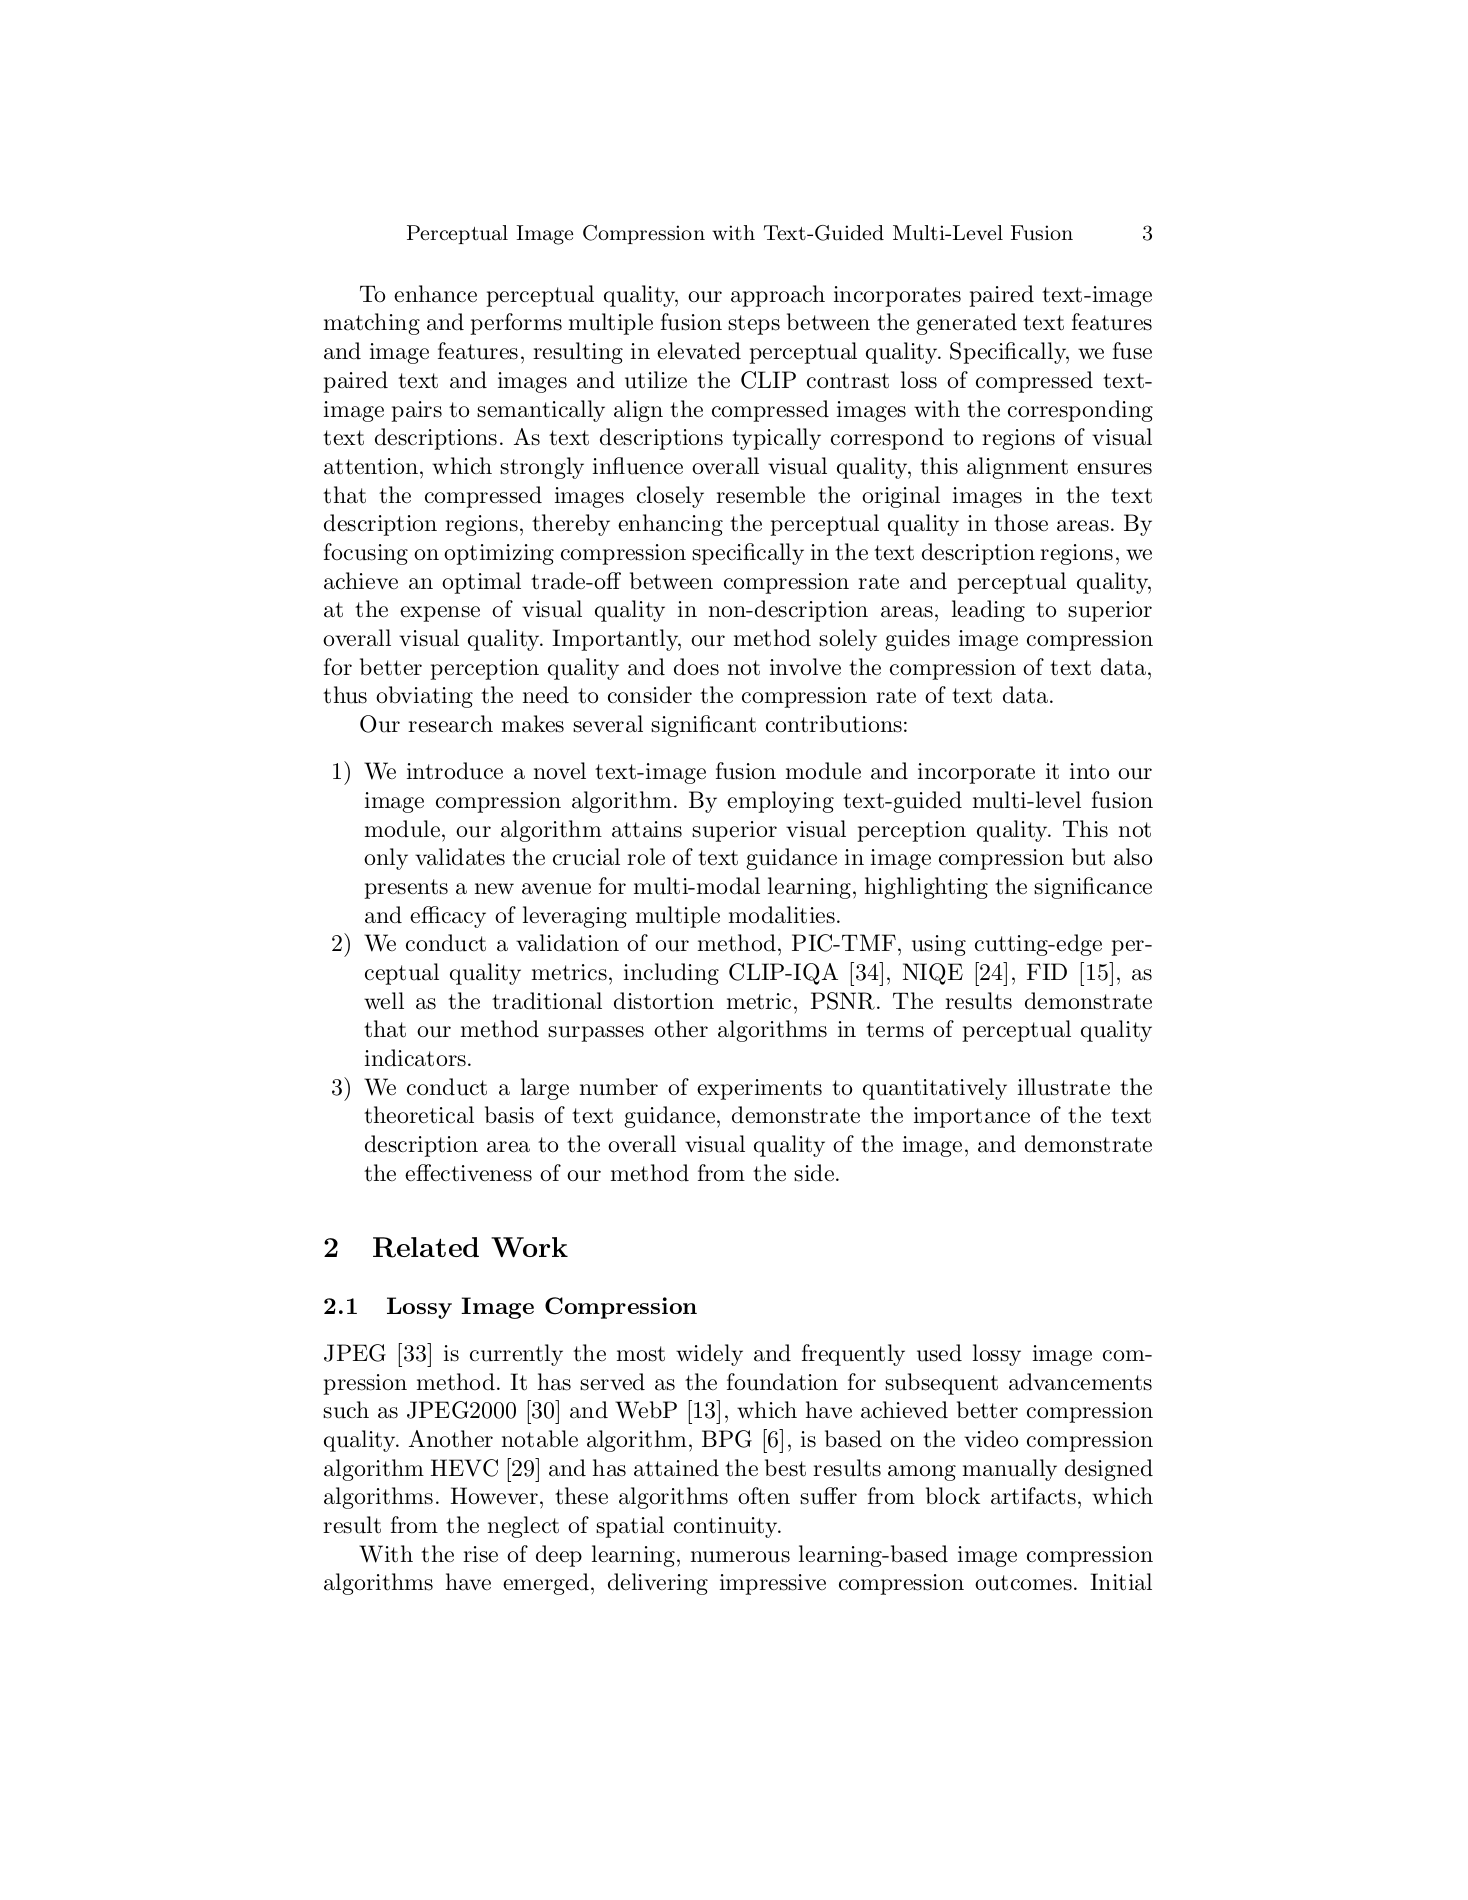 Perceptual Image Compression with Text-Guided Multi-Level Fusion 3
To enhance perceptual quality, our approach incorporates paired text-image
matching and performs multiple fusion steps between the generated text features
and image features, resulting in elevated perceptual quality. Specifically, we fuse
paired text and images and utilize the CLIP contrast loss of compressed text-
image pairs to semantically align the compressed images with the corresponding
text descriptions. As text descriptions typically correspond to regions of visual
attention, which strongly influence overall visual quality, this alignment ensures
that the compressed images closely resemble the original images in the text
description regions, thereby enhancing the perceptual quality in those areas. By
focusing on optimizing compression specifically in the text description regions, we
achieve an optimal trade-off between compression rate and perceptual quality,
at the expense of visual quality in non-description areas, leading to superior
overall visual quality. Importantly, our method solely guides image compression
for better perception quality and does not involve the compression of text data,
thus obviating the need to consider the compression rate of text data.
Our research makes several significant contributions:
1) We introduce a novel text-image fusion module and incorporate it into our
image compression algorithm. By employing text-guided multi-level fusion
module, our algorithm attains superior visual perception quality. This not
only validates the crucial role of text guidance in image compression but also
presents a new avenue for multi-modal learning, highlighting the significance
and efficacy of leveraging multiple modalities.
2) We conduct a validation of our method, PIC-TMF, using cutting-edge per-
ceptual quality metrics, including CLIP-IQA [34], NIQE [24], FID [15], as
well as the traditional distortion metric, PSNR. The results demonstrate
that our method surpasses other algorithms in terms of perceptual quality
indicators.
3) We conduct a large number of experiments to quantitatively illustrate the
theoretical basis of text guidance, demonstrate the importance of the text
description area to the overall visual quality of the image, and demonstrate
the effectiveness of our method from the side.
2 Related Work
2.1 Lossy Image Compression
JPEG [33] is currently the most widely and frequently used lossy image com-
pression method. It has served as the foundation for subsequent advancements
such as JPEG2000 [30] and WebP [13], which have achieved better compression
quality. Another notable algorithm, BPG [6], is based on the video compression
algorithm HEVC [29] and has attained the best results among manually designed
algorithms. However, these algorithms often suffer from block artifacts, which
result from the neglect of spatial continuity.
With the rise of deep learning, numerous learning-based image compression
algorithms have emerged, delivering impressive compression outcomes. Initial